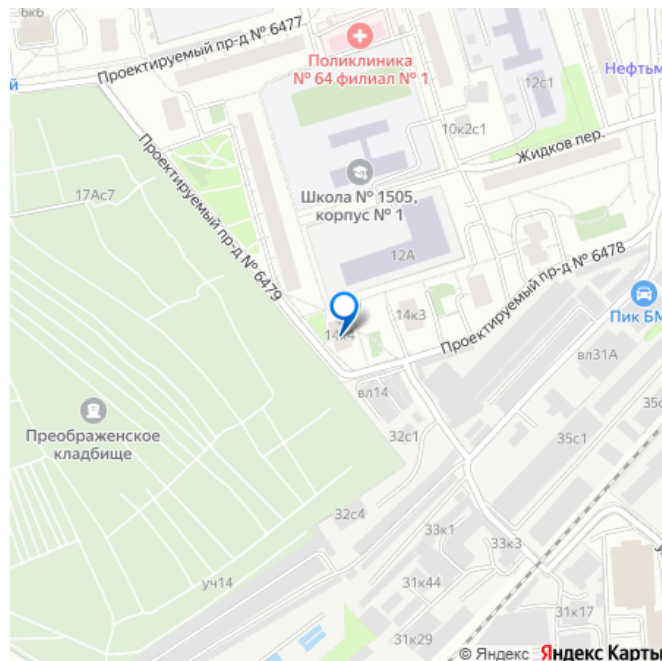 6к6
Проектируемый пр-д № 6477
Поликлиника
№ 64 филиал № 1
12с1
Нефтьм
ий
10к2с1
Жидков пер.
17Ас7
Школа № 1505,
корпус № 1
Проектируемый пр-д № 6479
12А
Проектируемый пр-д № 6478
Пик БМ
14к3
14к4
вл31А
вл14
35с
Преображенское
кладбище
32с1
35с1
32с4
33к1
33к3
уч14
31к44
31к17
31к29
© Яндекс Яндекс Карты